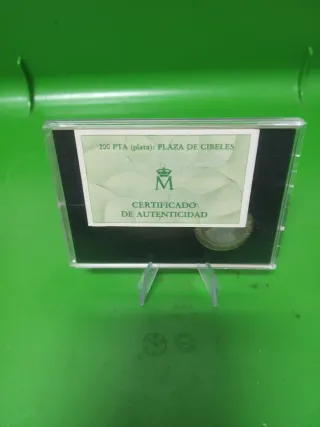 200 PTA (plata): PLAZA DE CIBELES
M
CERTIFICADO
DE AUTENTICIDAD